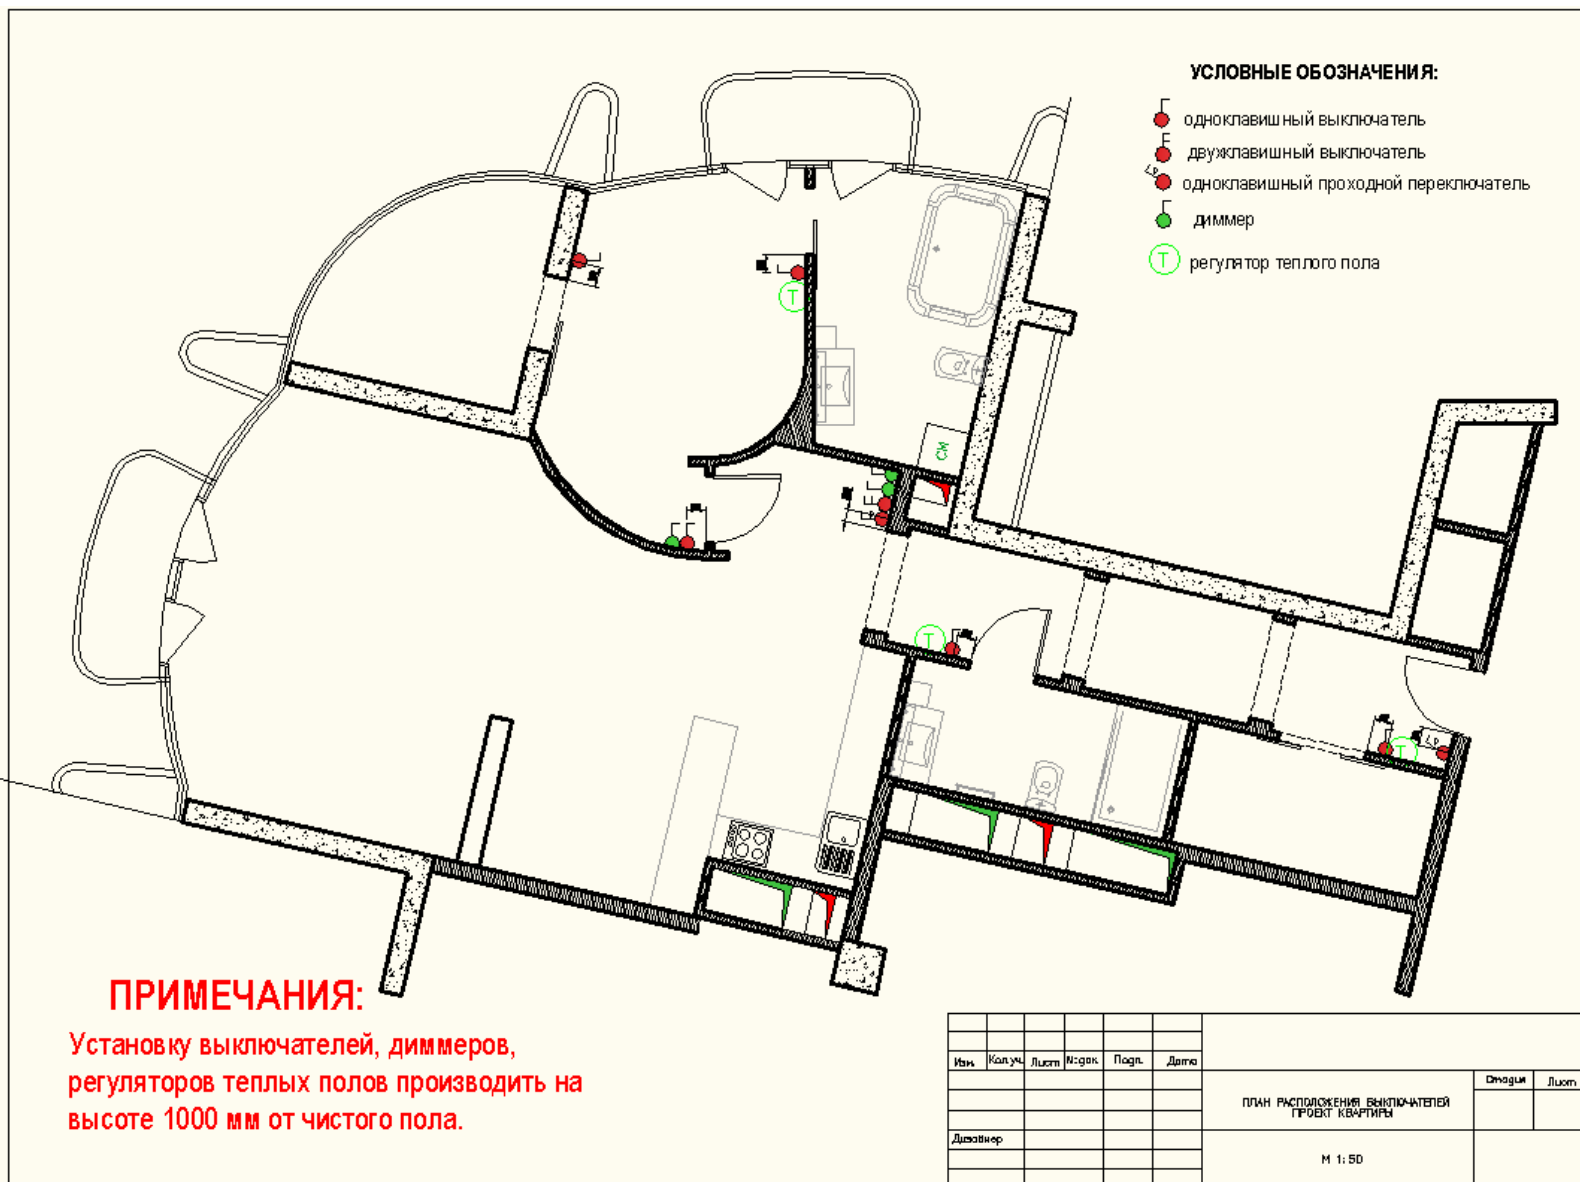 УСЛОВНЫЕ ОБОЗНАЧЕНИЯ:
одноклавишный выключатель
двухклавишный выключатель
одноклавишный проходной переключатель
диммер
Т
регулятор теплого пола
Т
СМ
Т
Т
ПРИМЕЧАНИЯ:
Установку выключателей, диммеров,
регуляторов теплых полов производить на
высоте 1000 мм от чистого пола.
Изм. Кол.уч. Лист №док. Подп. Дата
ПЛАН РАСПОЛОЖЕНИЯ ВЫКЛЮЧАТЕЛЕЙ
ПРОЕКТ КВАРТИРЫ
Стадия Лист
Дизайнер
М 1:50